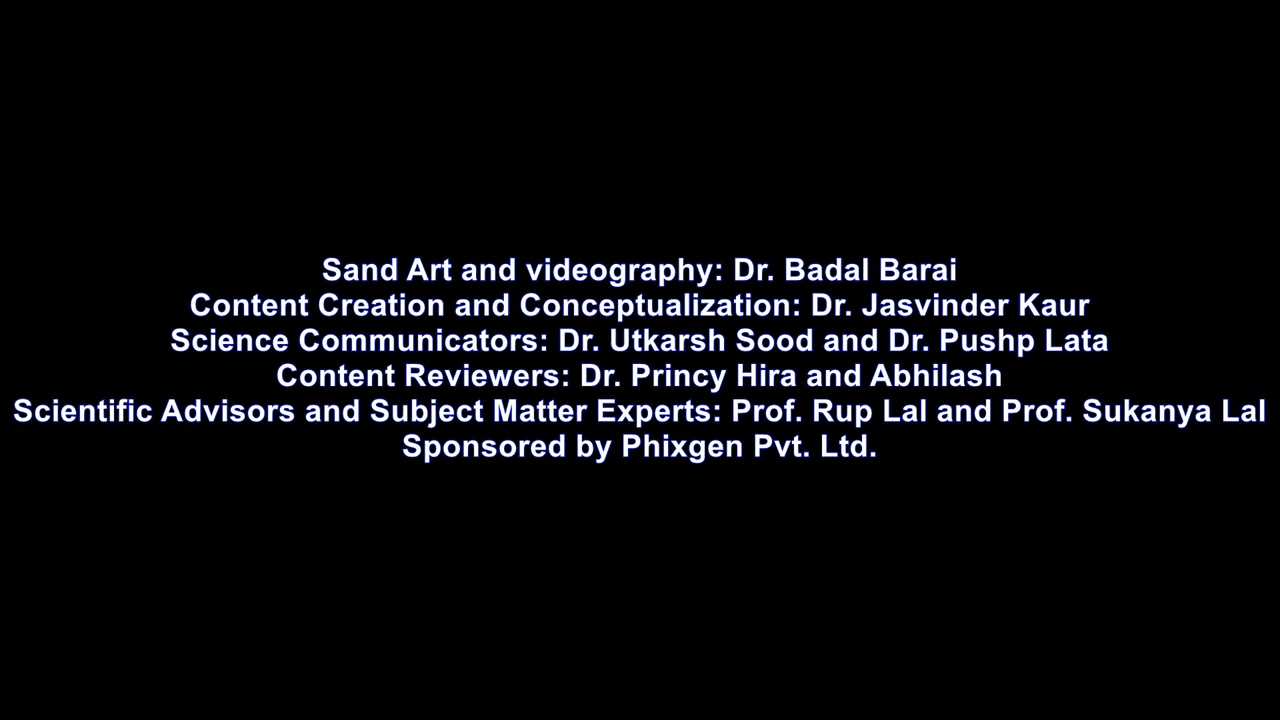 Sand Art and videography: Dr. Badal Barai
Content Creation and Conceptualization: Dr. Jasvinder Kaur
Science Communicators: Dr. Utkarsh Sood and Dr. Pushp Lata
Content Reviewers: Dr. Princy Hira and Abhilash
Scientific Advisors and Subject Matter Experts: Prof. Rup Lal and Prof. Sukanya Lal
Sponsored by Phixgen Pvt. Ltd.